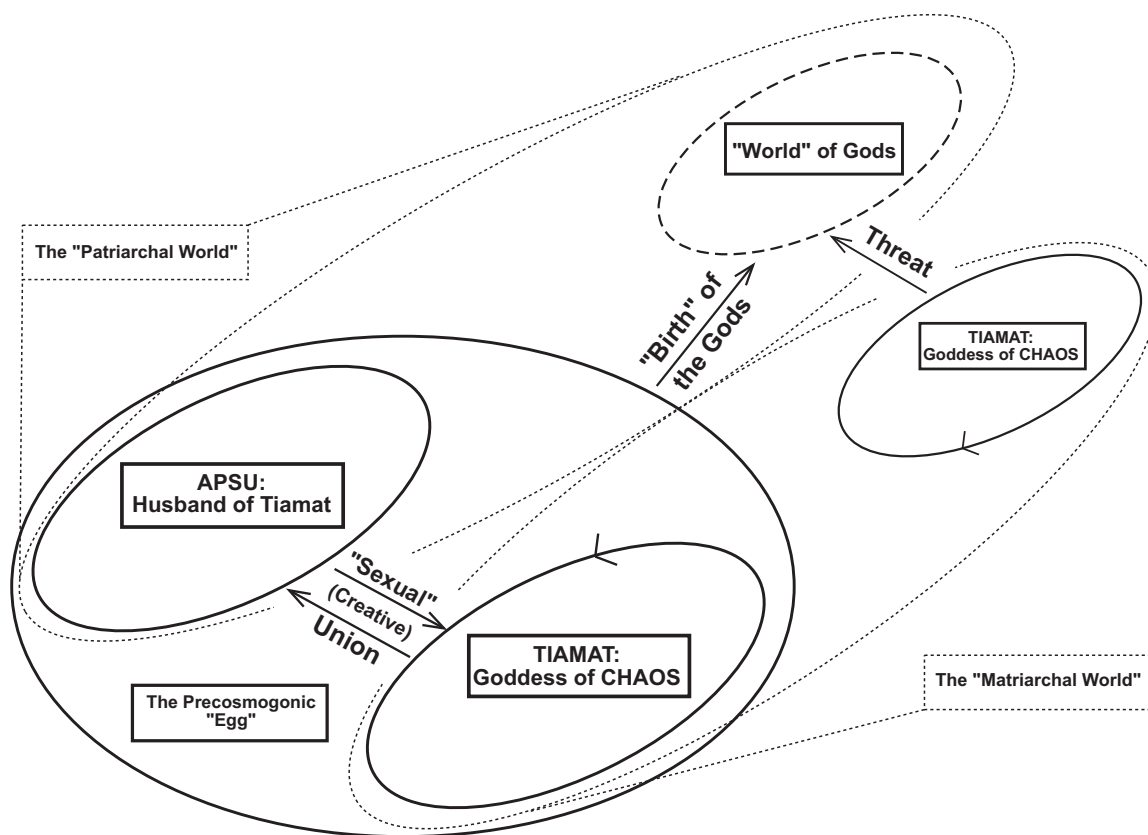 "World" of Gods
The "Patriarchal World"
Threat
"Birth" of
the Gods
TIAMAT:
Goddess of CHAOS
APSU:
Husband of Tiamat
"Sexual"
(Creative)
Union
TIAMAT:
Goddess of CHAOS
The Precosmogonic
"Egg"
The "Matriarchal World"